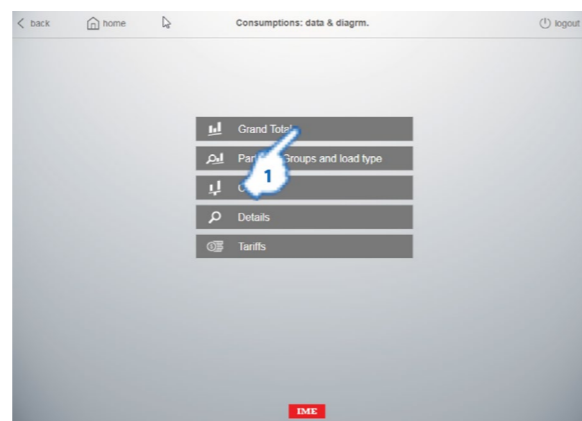 back home Consumptions: data & diagrm. logout
Grand Total
Groups and load type
1
Details
Tariffs
IME